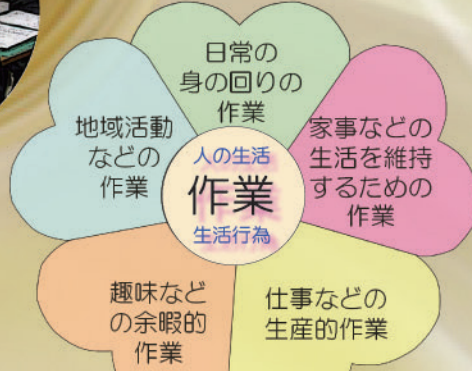 日常の
身の回りの
作業
家事などの
生活を維持
するための
作業
仕事などの
生産的作業
趣味など
の余暇的
作業
地域活動
などの
作業
人の生活
作業
生活行為